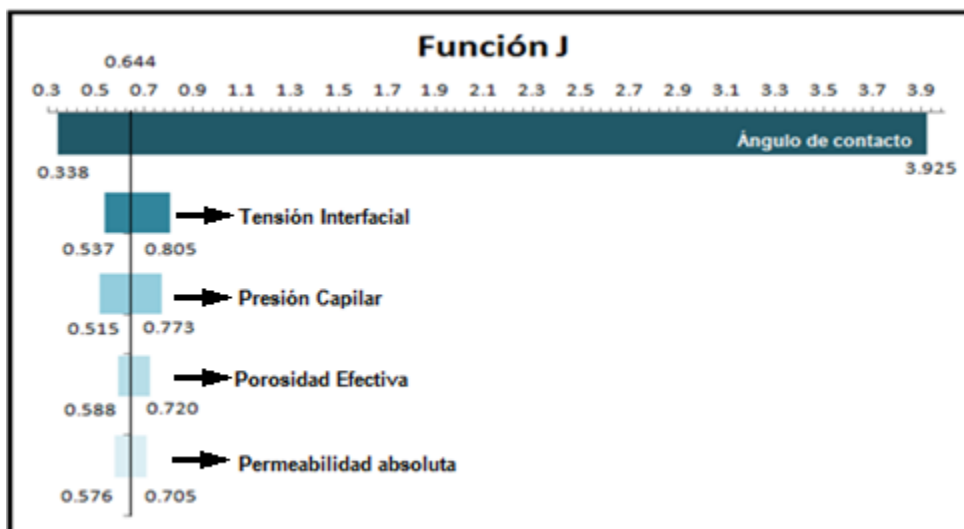 Función J
0.644
0.3 0.5 0.7 0.9 1.1 1.3 1.5 1.7 1.9 2.1 2.3 2.5 2.7 2.9 3.1 3.3 3.5 3.7 3.9
Ángulo de contacto
0.338 3.925
Tensión Interfacial
0.537 0.805
Presión Capilar
0.515 0.773
Porosidad Efectiva
0.588 0.720
Permeabilidad absoluta
0.576 0.705